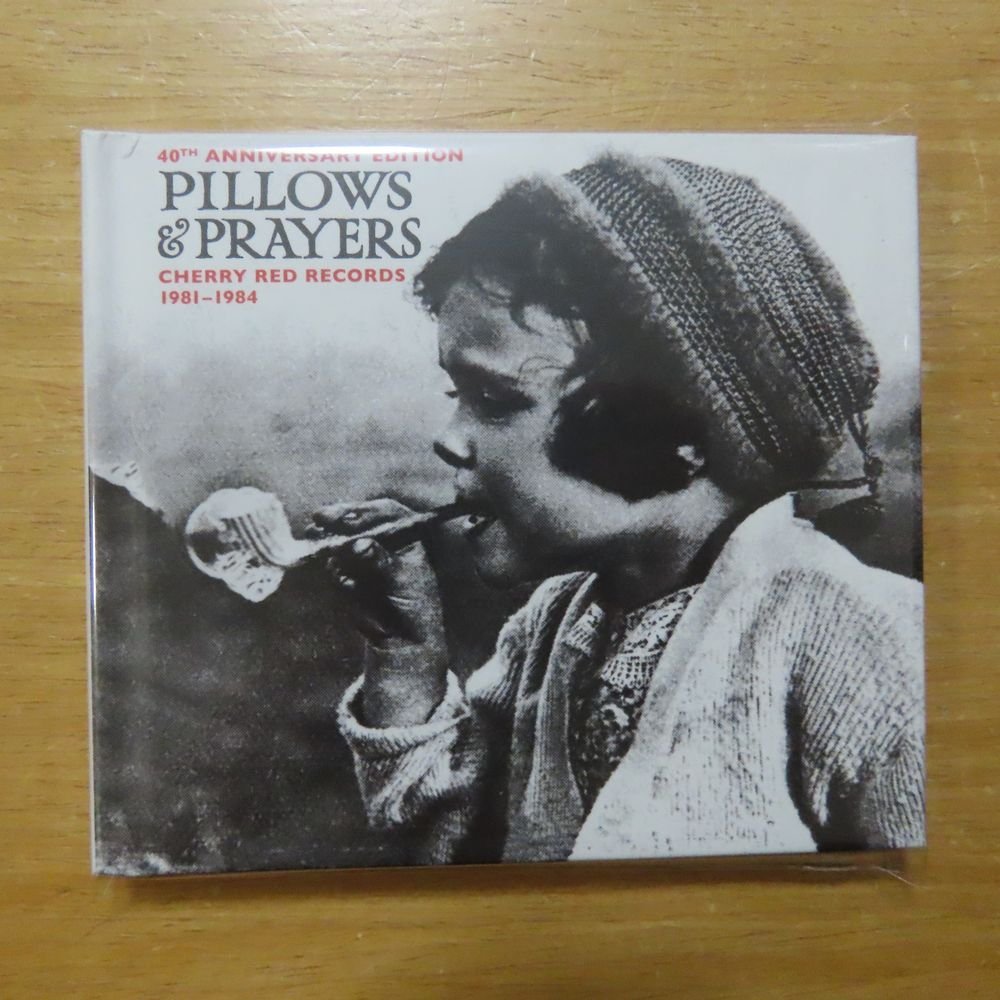 40TH ANNIVERSARY EDITION
PILLOWS
& PRAYERS
CHERRY RED RECORDS
1981–1984